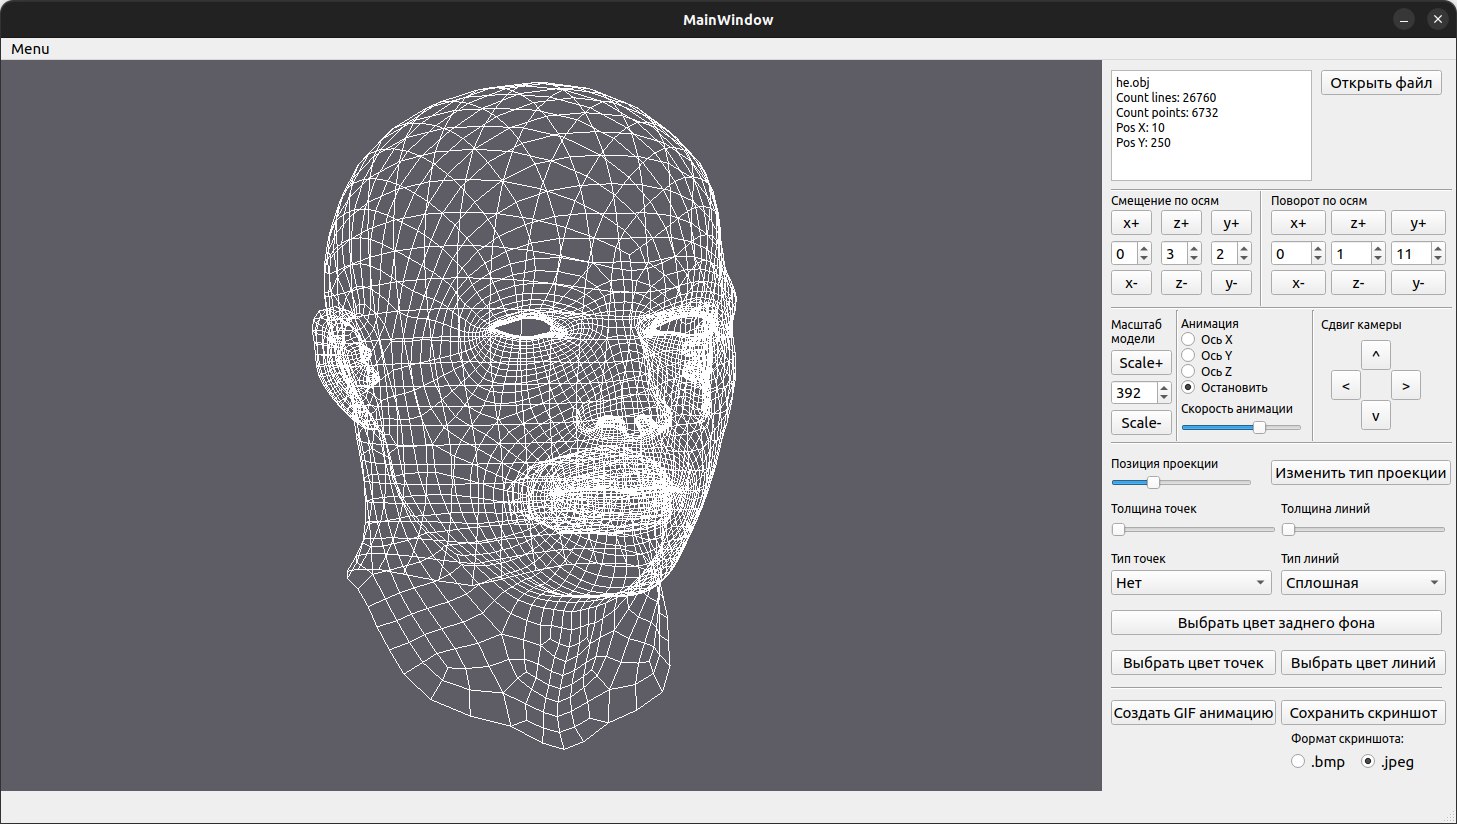 MainWindow
Menu
he.obj
Count lines: 26760
Count points: 6732
Pos X: 10
Pos Y: 250
Открыть файл
Смещение по осям
x+ z+ y+
0 3 2
x- z- y-
Поворот по осям
x+ z+ y+
0 1 11
x- z- y-
Масштаб
модели
Scale+
392
Scale-
Анимация
Ось X
Ось Y
Ось Z
Остановить
Скорость анимации
Сдвиг камеры
^
< >
v
Позиция проекции
Изменить тип проекции
Толщина точек
Толщина линий
Тип точек
Нет
Тип линий
Сплошная
Выбрать цвет заднего фона
Выбрать цвет точек
Выбрать цвет линий
Создать GIF анимацию
Сохранить скриншот
Формат скриншота:
.bmp .jpeg